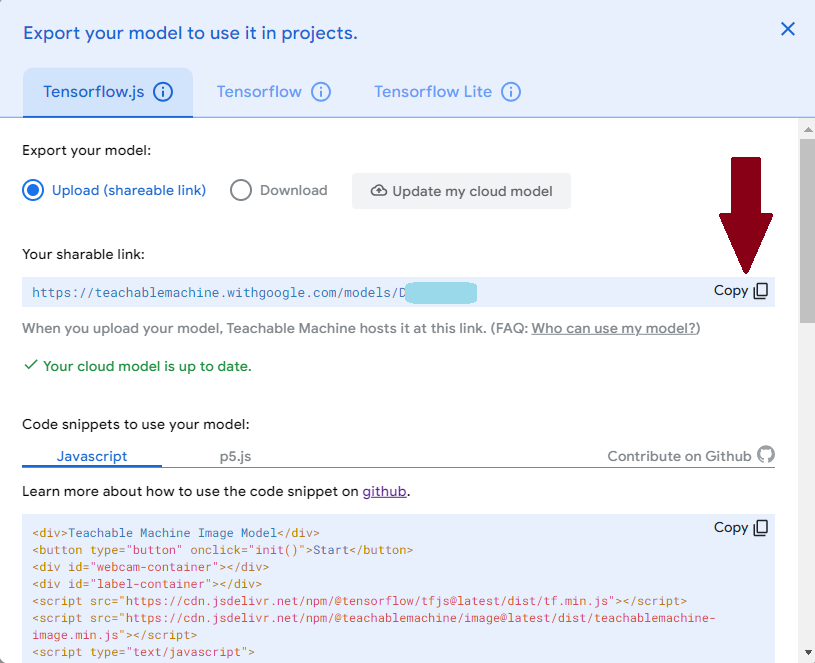 Export your model to use it in projects.
Tensorflow.js
Tensorflow
Tensorflow Lite
Export your model:
Upload (shareable link)
Download
Update my cloud model
Your sharable link:
https://teachablemachine.withgoogle.com/models/
Copy
When you upload your model, Teachable Machine hosts it at this link. (FAQ: Who can use my model?)
Your cloud model is up to date.
Code snippets to use your model:
Javascript
p5.js
Contribute on Github
Learn more about how to use the code snippet on github.
Copy
<div>Teachable Machine Image Model</div>
<button type="button" onclick="init()">Start</button>
<div id="webcam-container"></div>
<div id="label-container"></div>
<script src="https://cdn.jsdelivr.net/npm/@tensorflow/tfjs@latest/dist/tf.min.js"></script>
<script src="https://cdn.jsdelivr.net/npm/@teachablemachine/image@latest/dist/teachablemachine-
image.min.js"></script>
<script type="text/javascript">